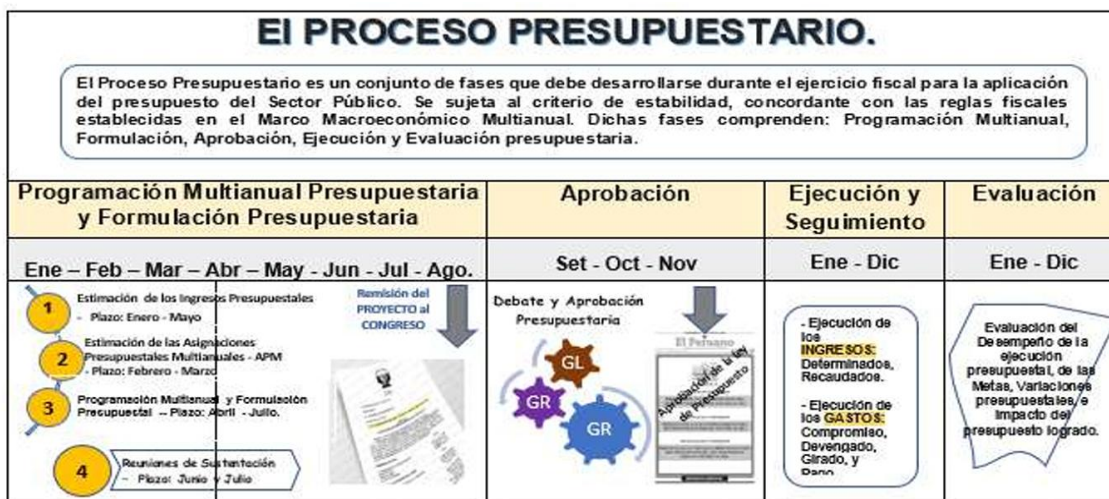 El PROCESO PRESUPUESTARIO.
El Proceso Presupuestario es un conjunto de fases que debe desarrollarse durante el ejercicio fiscal para la aplicación
del presupuesto del Sector Público. Se sujeta al criterio de estabilidad, concordante con las reglas fiscales
establecidas en el Marco Macroeconómico Multianual. Dichas fases comprenden: Programación Multianual,
Formulación, Aprobación, Ejecución y Evaluación presupuestaria.
Programación Multianual Presupuestaria
y Formulación Presupuestaria
Ene – Feb – Mar – Abr – May - Jun - Jul - Ago.
1
Estimación de los Ingresos Presupuestales
- Plazo: Enero - Mayo
2
Estimación de las Asignaciones
Presupuestales Multianuales - APM
- Plazo: Febrero - Marzo
3
Programación Multianual y Formulación
Presupuestal – Plazo: Abril - Julio.
4
Reuniones de Sustentación
- Plazo: Junio y Julio
Remisión del
PROYECTO al
CONGRESO
Aprobación
Set - Oct - Nov
Debate y Aprobación
Presupuestaria
GL
GR
GR
El Peruano
Aprobación de la ley
de Presupuesto
Ejecución y
Seguimiento
Ene - Dic
- Ejecución de
los
INGRESOS:
Determinados,
Recaudados.
- Ejecución de
los GASTOS:
Compromiso,
Devengado,
Girado, y
Pago
Evaluación
Ene - Dic
Evaluación del
Desempeño de la
ejecución
presupuestal, de las
Metas, Variaciones
presupuestales, e
Impacto del
presupuesto logrado.